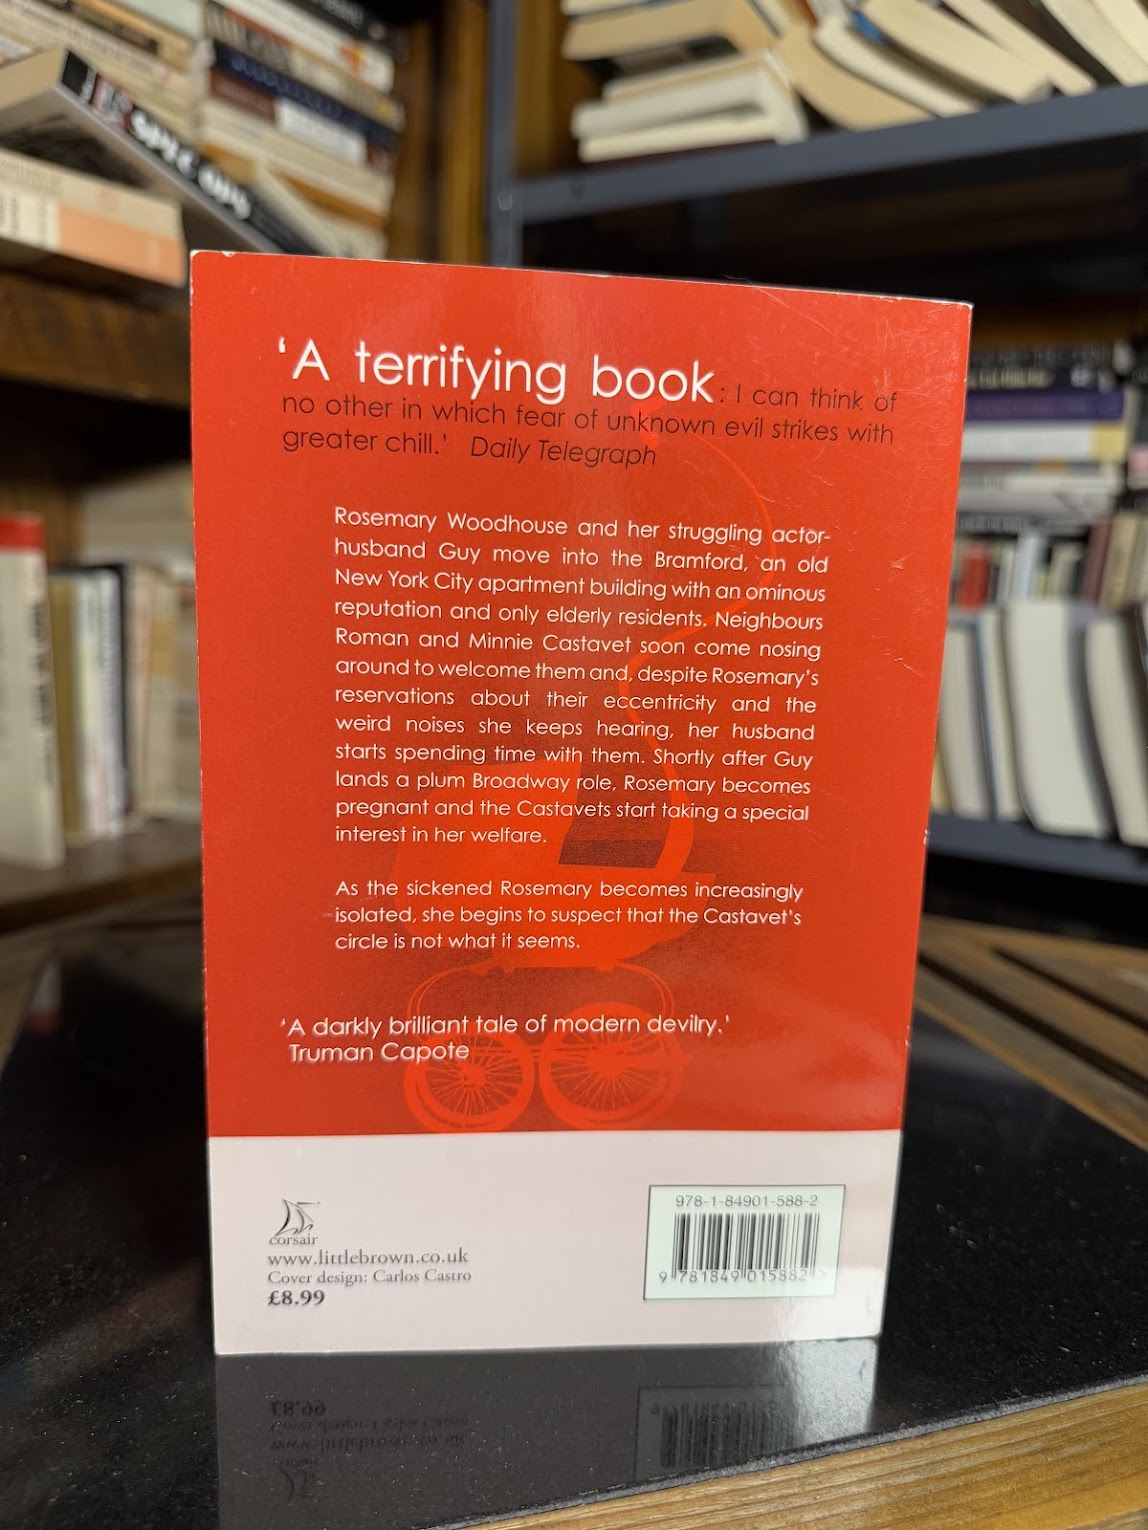 SPEC OPS
'A terrifying book: I can think of
no other in which fear of unknown evil strikes with
greater chill.' Daily Telegraph
Rosemary Woodhouse and her struggling actor-
husband Guy move into the Bramford, an old
New York City apartment building with an ominous
reputation and only elderly residents. Neighbours
Roman and Minnie Castavet soon come nosing
around to welcome them and, despite Rosemary's
reservations about their eccentricity and the
weird noises she keeps hearing, her husband
starts spending time with them. Shortly after Guy
lands a plum Broadway role, Rosemary becomes
pregnant and the Castavets start taking a special
interest in her welfare.
As the sickened Rosemary becomes increasingly
isolated, she begins to suspect that the Castavet's
circle is not what it seems.
'A darkly brilliant tale of modern devilry.'
Truman Capote
corsair
www.littlebrown.co.uk
Cover design: Carlos Castro
£8.99
978-1-84901-588-2
9 781849 015882 >